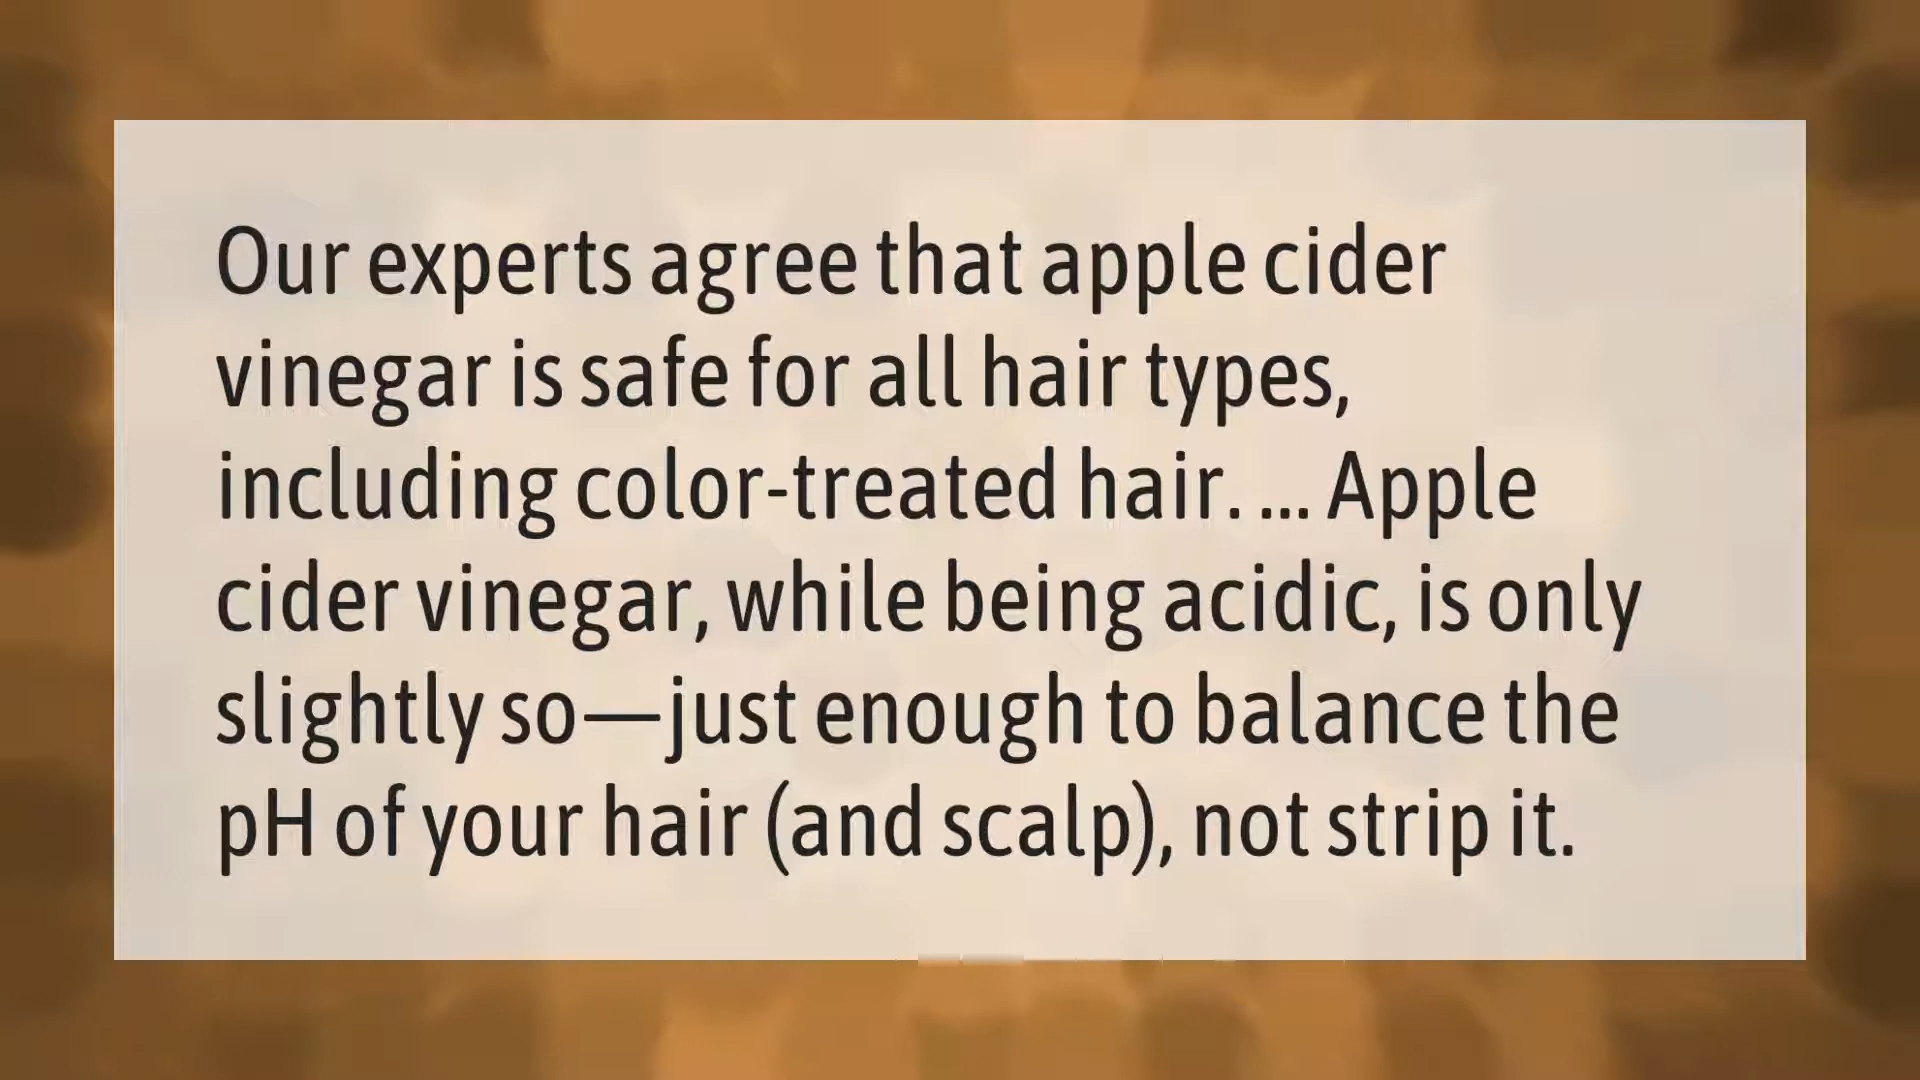 Our experts agree that apple cider
vinegar is safe for all hair types,
including color-treated hair. ... Apple
cider vinegar, while being acidic, is only
slightly so—just enough to balance the
pH of your hair (and scalp), not strip it.